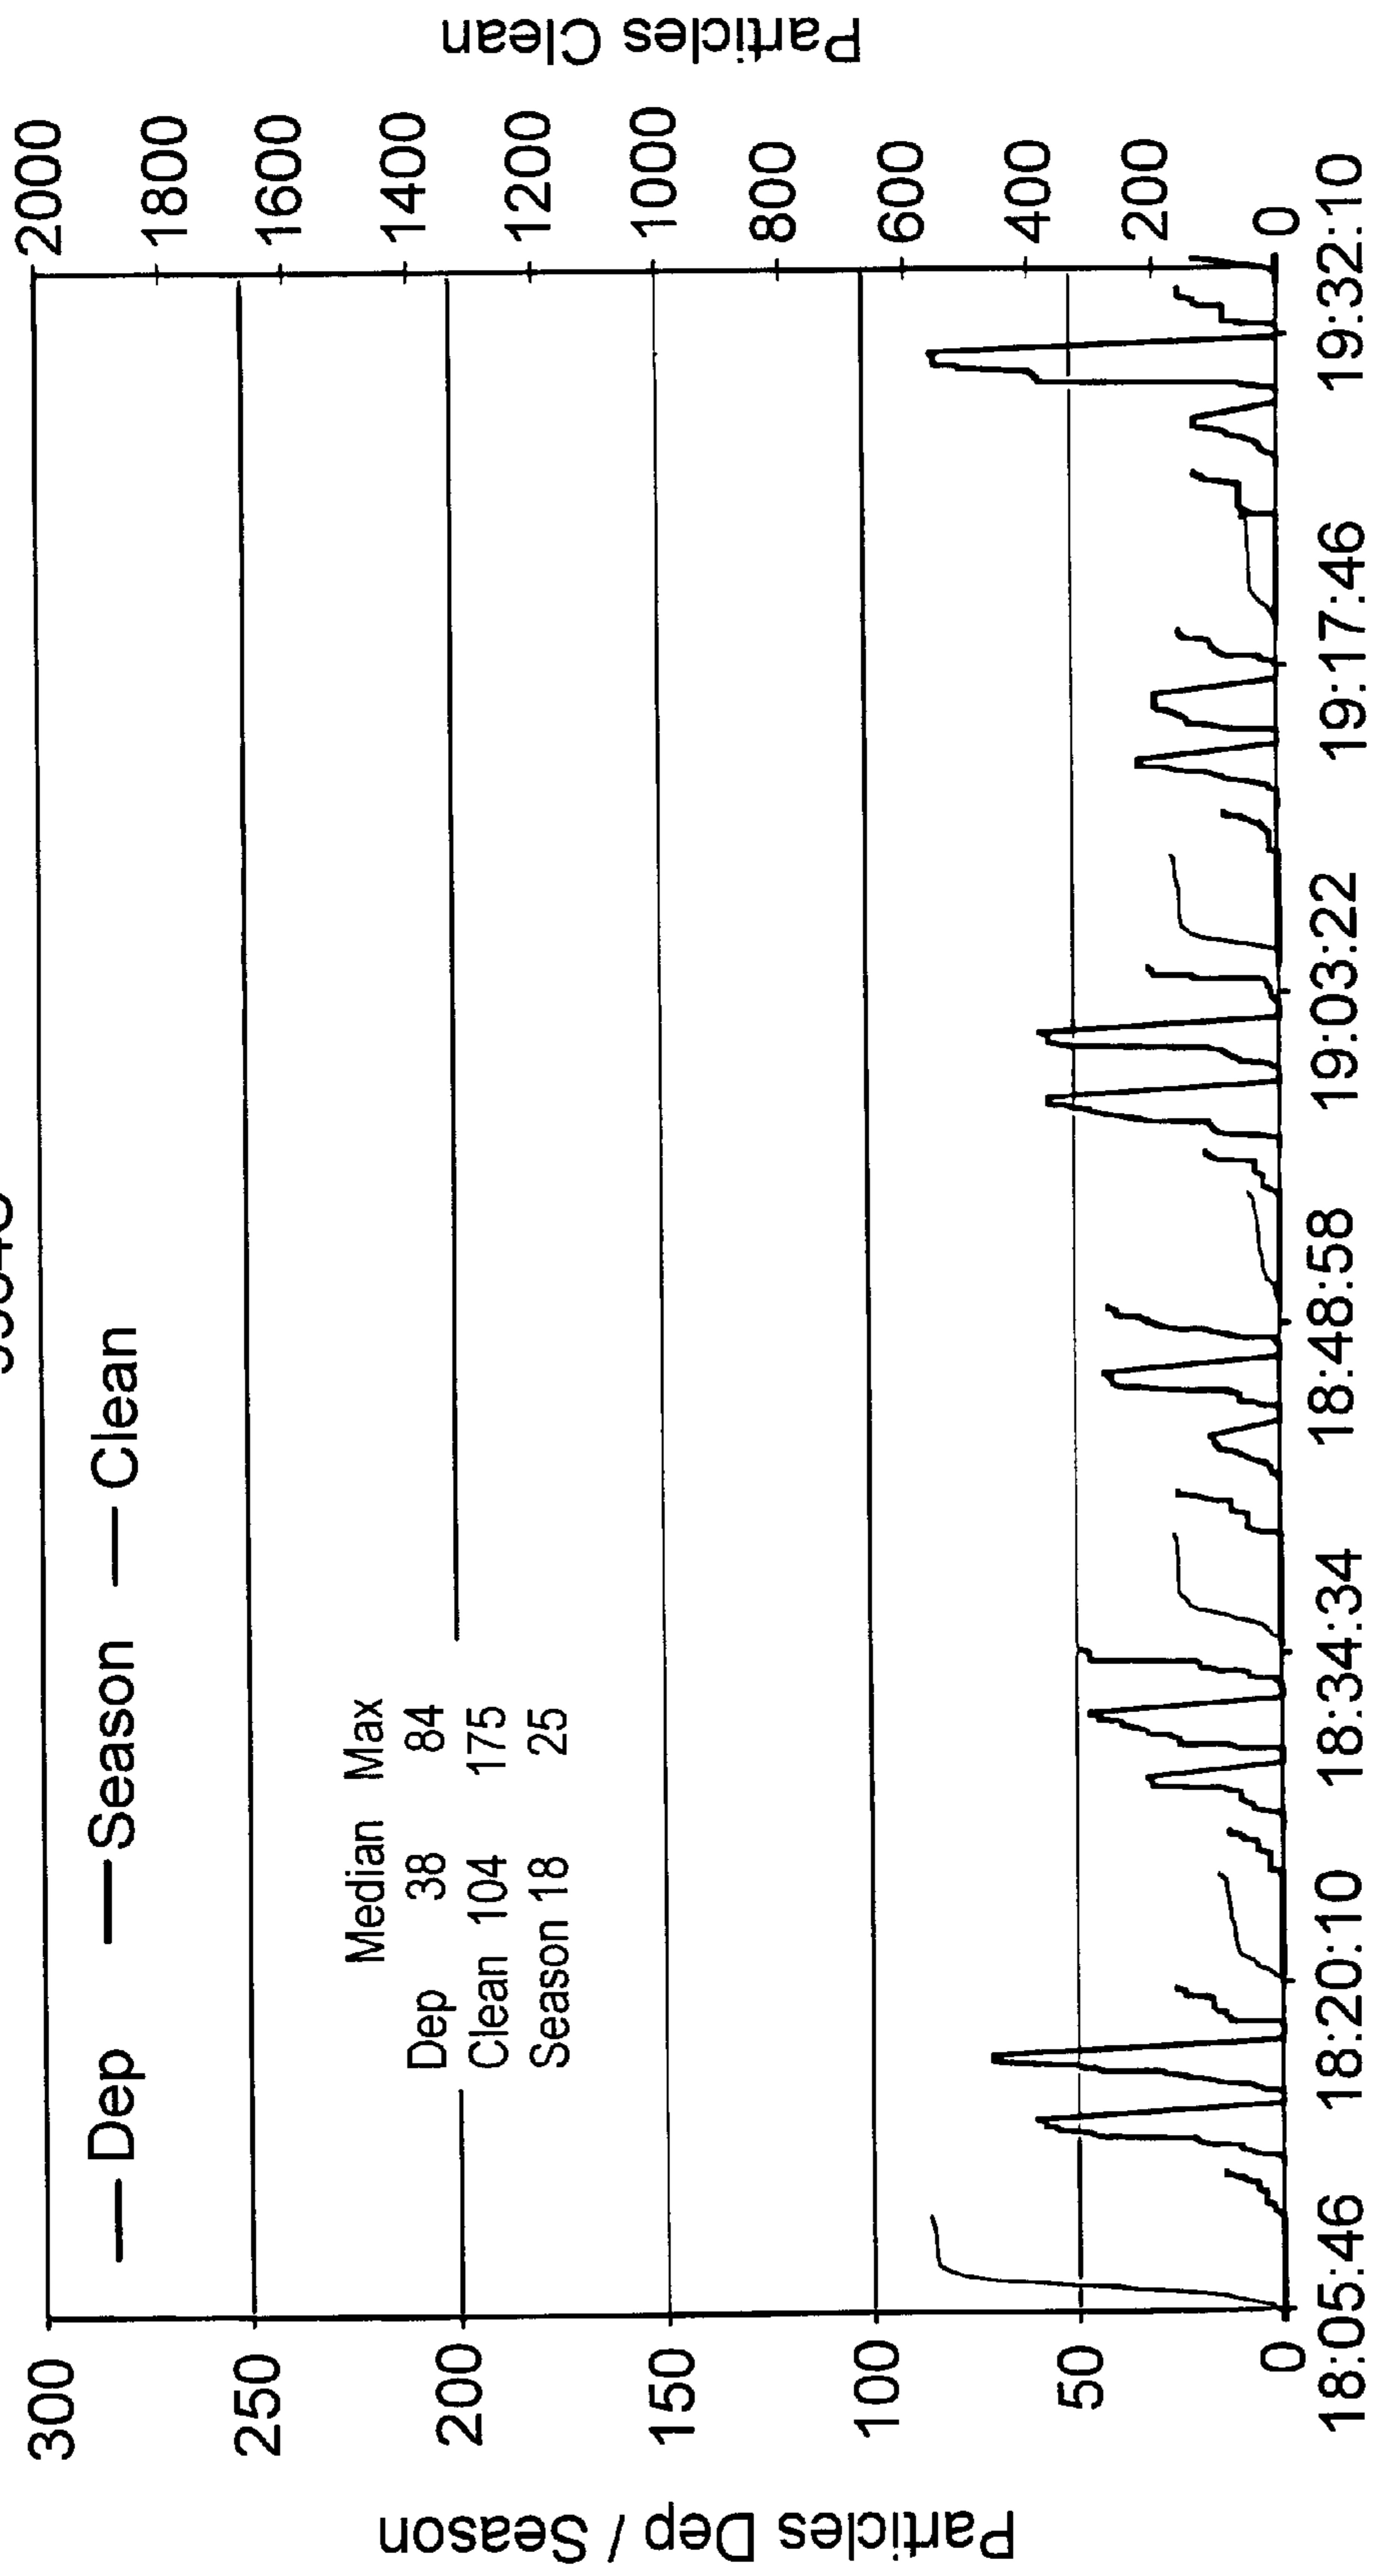 Dep Season Clean
Median Max
Dep 38 84
Clean 104 175
Season 18 25
Particles Dep / Season
300
250
200
150
100
50
0
Particles Clean
2000
1800
1600
1400
1200
1000
800
600
400
200
0
18:05:46 18:20:10 18:34:34 18:48:58 19:03:22 19:17:46 19:32:10